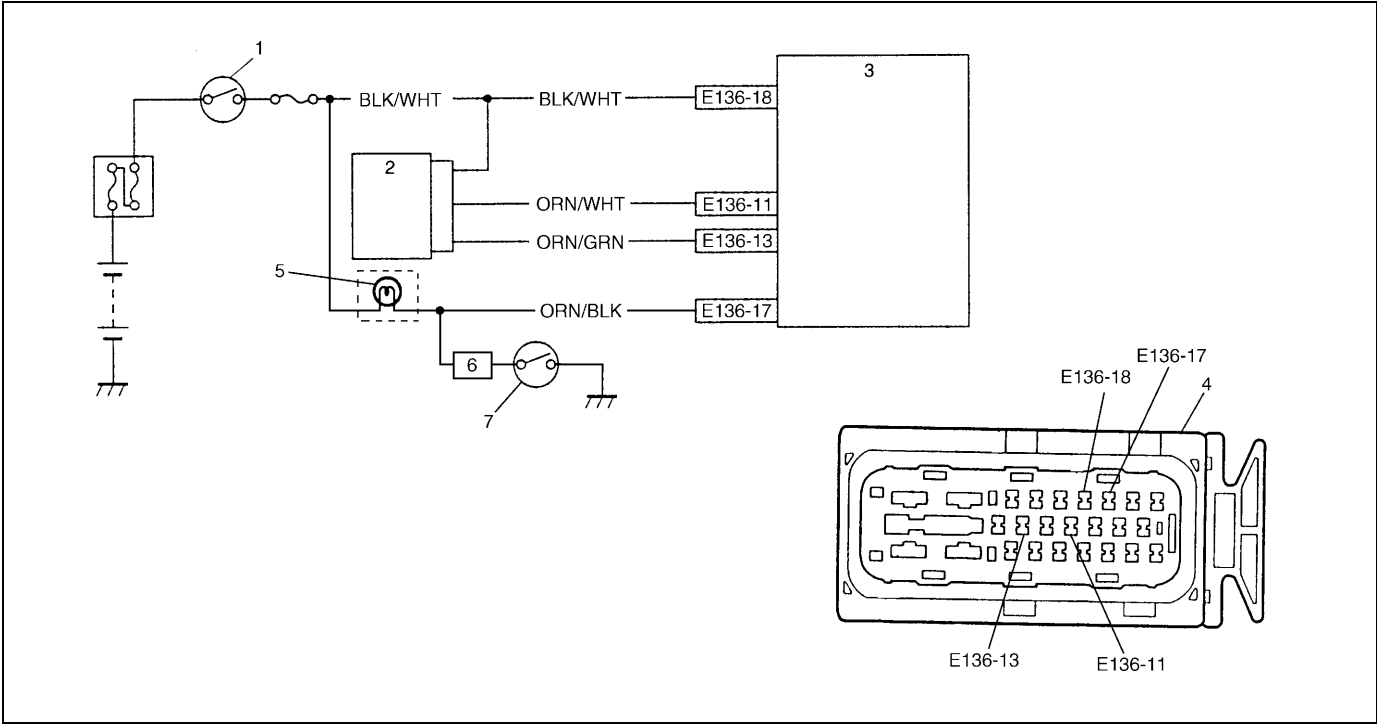 1
3
BLK/WHT
BLK/WHT
E136-18
2
ORN/WHT
E136-11
ORN/GRN
E136-13
5
ORN/BLK
E136-17
6
7
E136-17
E136-18
4
E136-13
E136-11